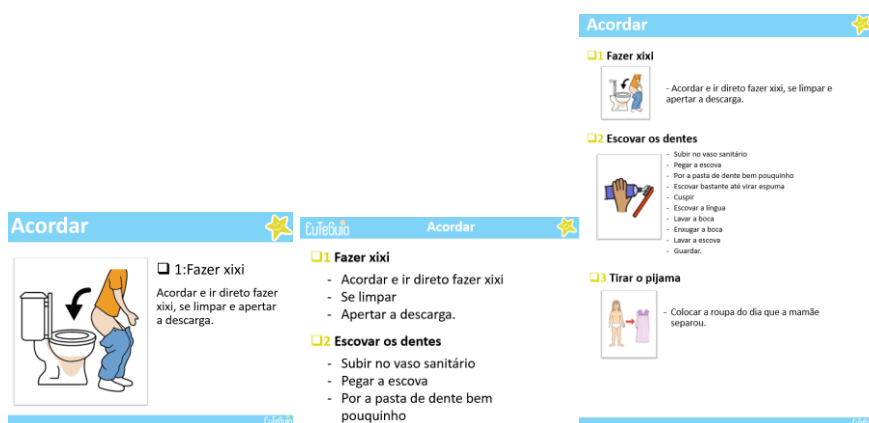 Acordar
❑ 1:Fazer xixi
Acordar e ir direto fazer
xixi, se limpar e apertar
a descarga.
EuTeGuio
EuTeGuio
Acordar
❑1 Fazer xixi
- Acordar e ir direto fazer xixi
- Se limpar
- Apertar a descarga.
❑2 Escovar os dentes
- Subir no vaso sanitário
- Pegar a escova
- Por a pasta de dente bem
pouquinho
Acordar
❑1 Fazer xixi
- Acordar e ir direto fazer xixi, se limpar e
apertar a descarga.
❑2 Escovar os dentes
- Subir no vaso sanitário
- Pegar a escova
- Por a pasta de dente bem pouquinho
- Escovar bastante até virar espuma
- Cuspir
- Escovar a língua
- Lavar a boca
- Enxugar a boca
- Lavar a escova
- Guardar.
❑3 Tirar o pijama
- Colocar a roupa do dia que a mamãe
separou.